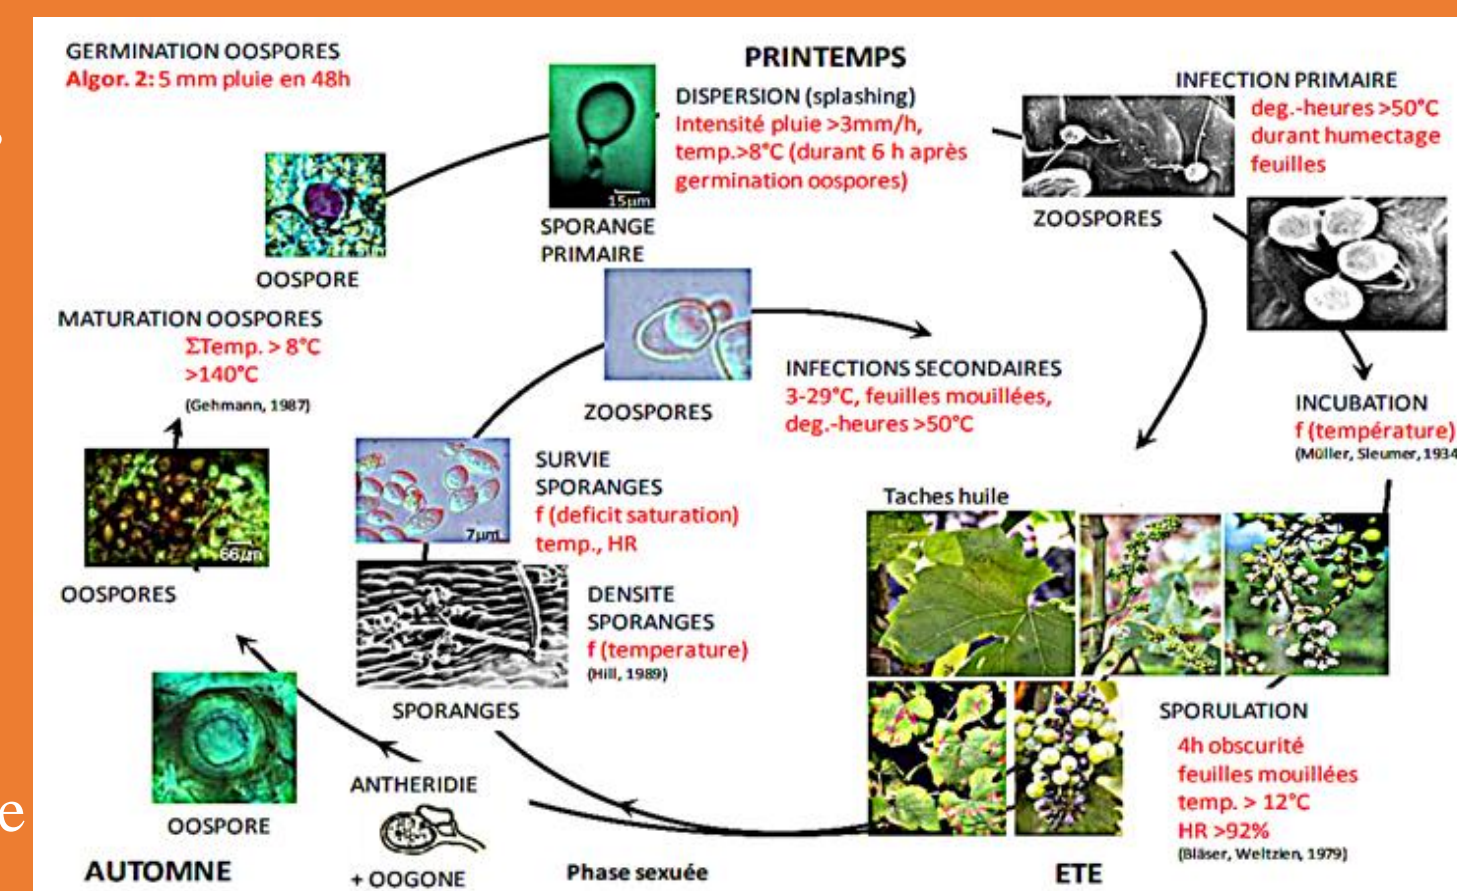 GERMINATION OOSPORES
Algor. 2: 5 mm pluie en 48h
PRINTEMPS
DISPERSION (splashing)
Intensité pluie >3mm/h,
temp.>8°C (durant 6 h après
germination oospores)
INFECTION PRIMAIRE
deg.-heures >50°C
durant humectage
feuilles
15µm
SPORANGE
PRIMAIRE
ZOOSPORES
OOSPORE
MATURATION OOSPORES
ΣTemp. > 8°C
>140°C
(Gehmann, 1987)
ZOOSPORES
INFECTIONS SECONDAIRES
3-29°C, feuilles mouillées,
deg.-heures >50°C
INCUBATION
f (température)
(Müller, Sleumer, 1934
SURVIE
SPORANGES
f (deficit saturation)
temp., HR
7µm
Taches huile
66µm
OOSPORES
DENSITE
SPORANGES
f (temperature)
(Hill, 1989)
SPORANGES
SPORULATION
4h obscurité
feuilles mouillées
temp. > 12°C
HR >92%
(Bläser, Weltzien, 1979)
ANTHERIDIE
+ OOGONE
OOSPORE
AUTOMNE
Phase sexuée
ETE
e